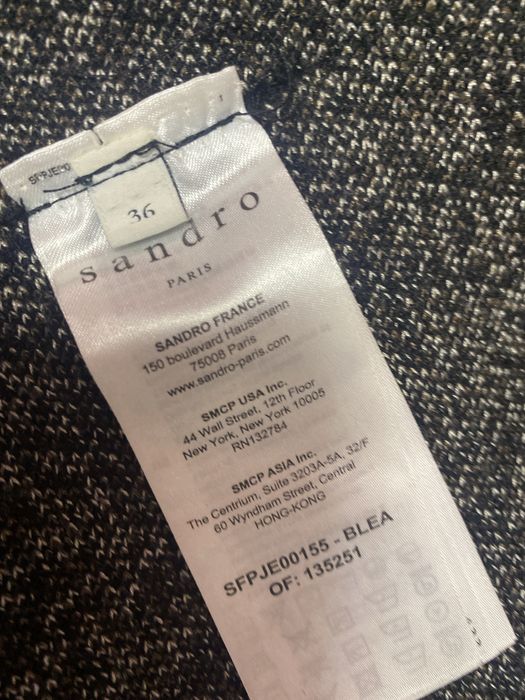 36
sandro
PARIS
SANDRO FRANCE
150 boulevard Haussmann
75008 Paris
www.sandro-paris.com
SMCP USA Inc.
44 Wall Street, 12th Floor
New York, New York 10005
RN132784
SMCP ASIA Inc.
The Centrium, Suite 3203A-5A, 32/F
60 Wyndham Street, Central
HONG-KONG
SFPJE00155 - BLEA
OF: 135251